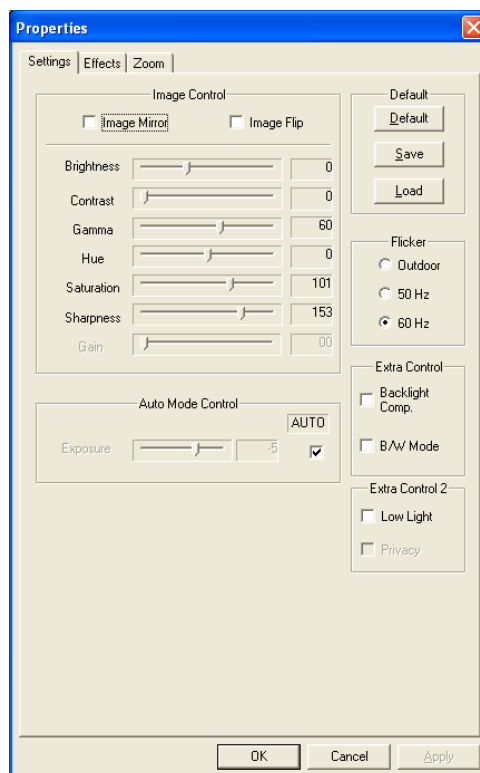 Properties
Settings Effects Zoom
Image Control
Image Mirror Image Flip
Brightness 0
Contrast 0
Gamma 60
Hue 0
Saturation 101
Sharpness 153
Gain 00
Auto Mode Control
AUTO
Exposure -5
Default
Default
Save
Load
Flicker
Outdoor
50 Hz
60 Hz
Extra Control
Backlight
Comp.
B/W Mode
Extra Control 2
Low Light
Privacy
OK Cancel Apply